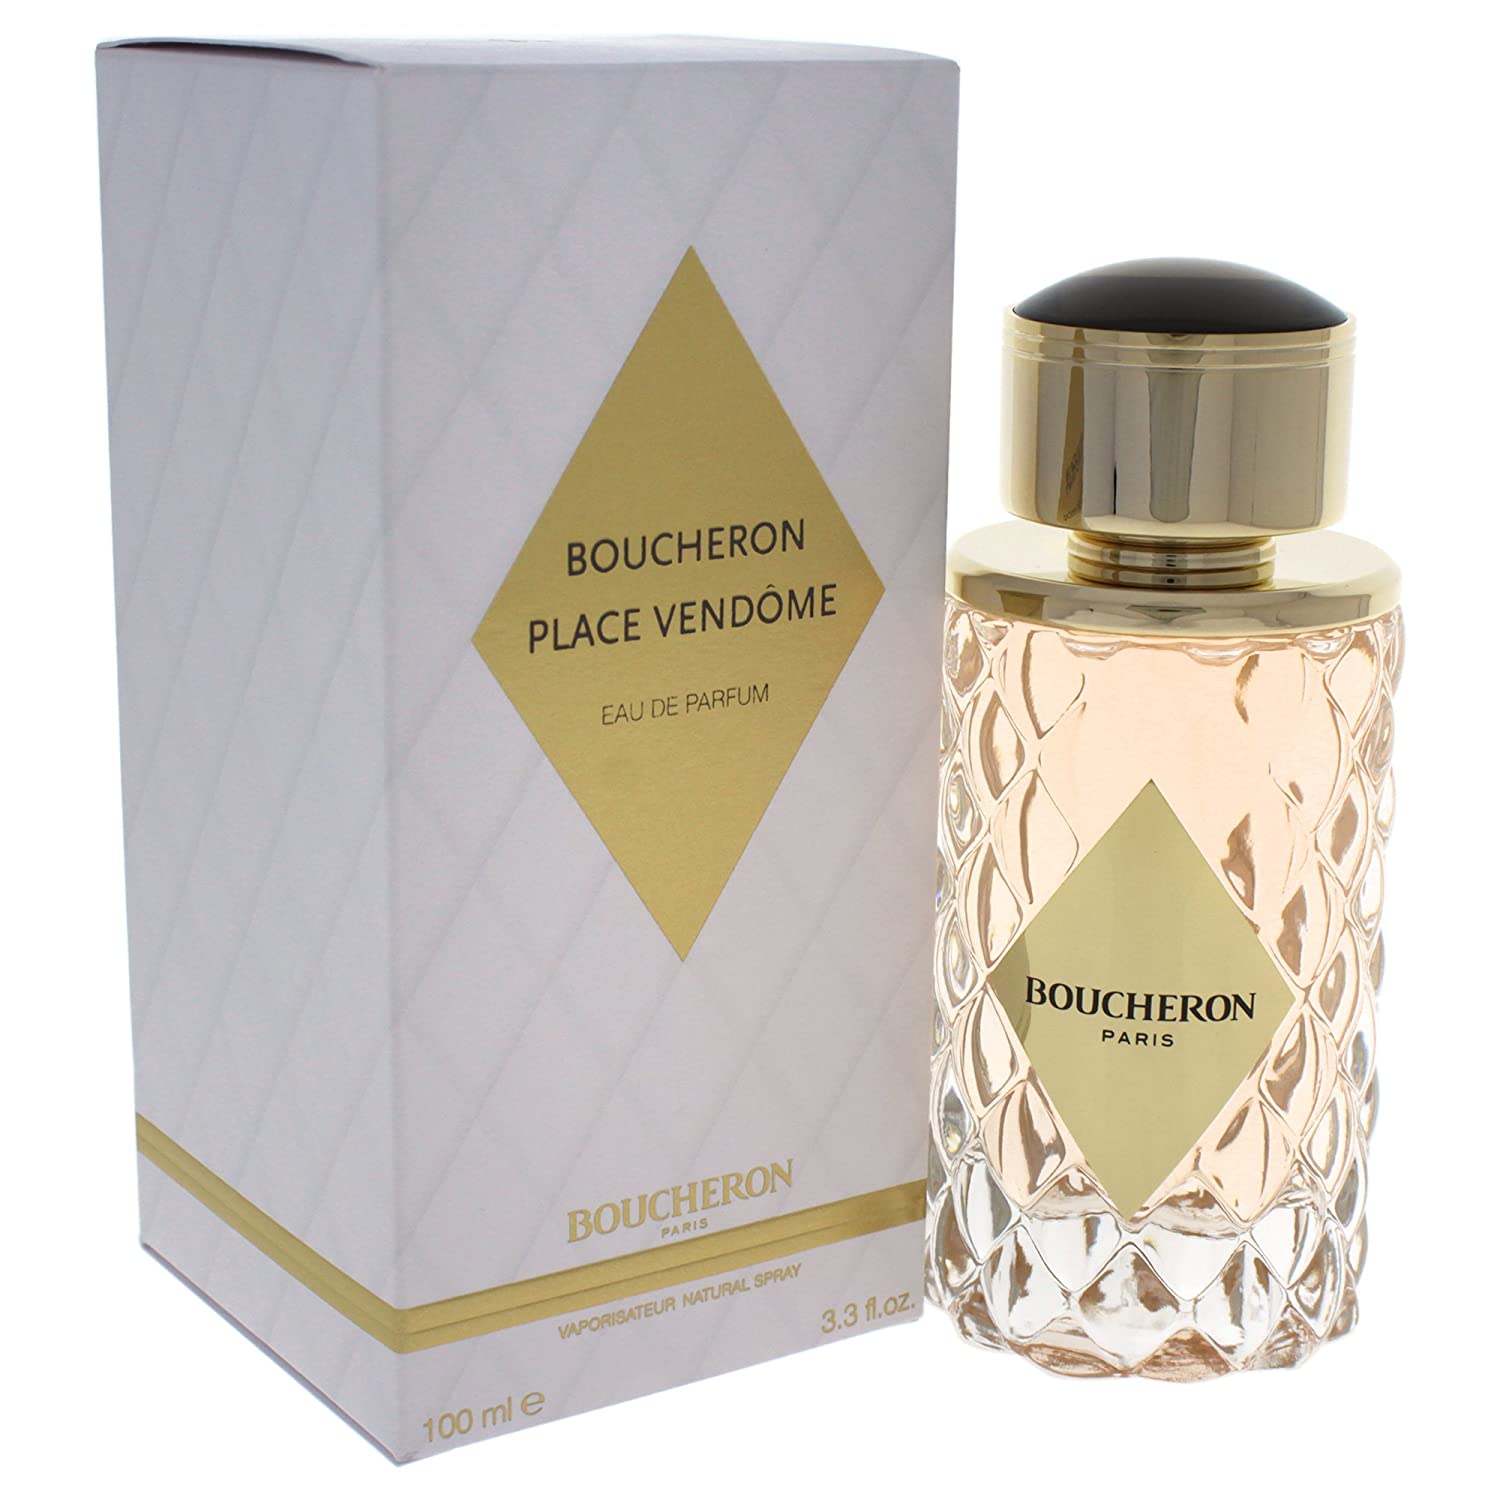 BOUCHERON
PLACE VENDÔME
EAU DE PARFUM
BOUCHERON
PARIS
VAPORISATEUR NATURAL SPRAY
100 ml e
3.3 fl.oz.
BOUCHERON
PARIS